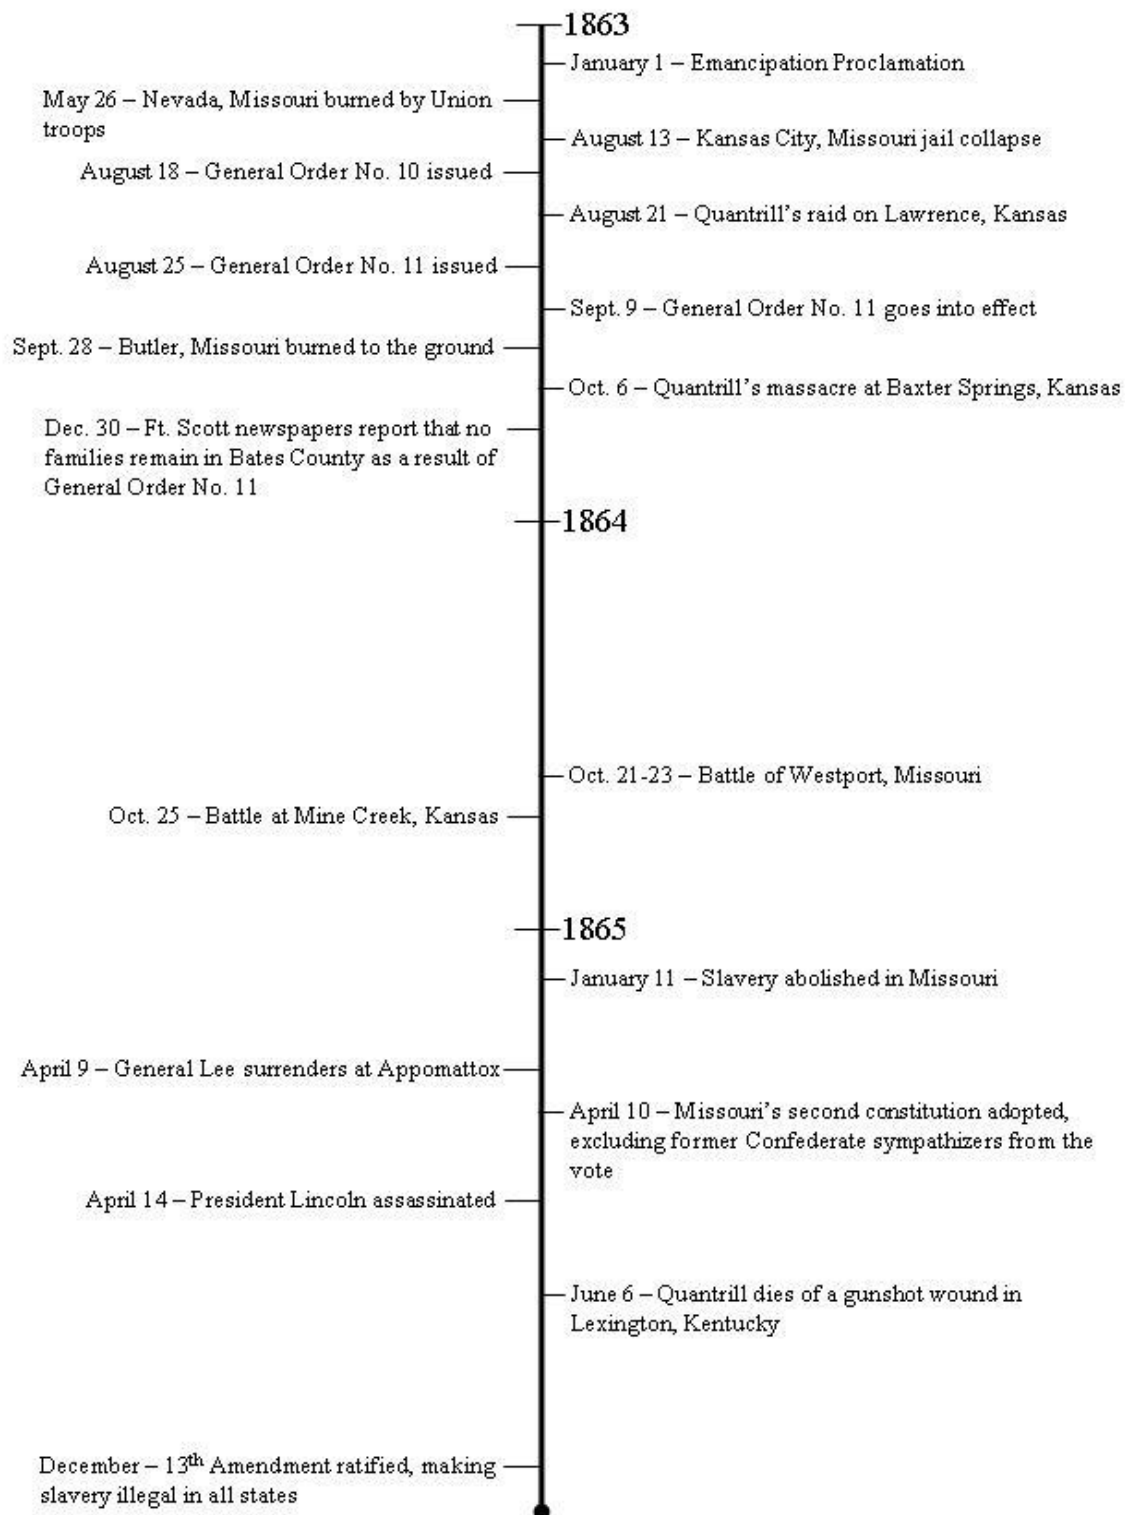 1863
January 1 – Emancipation Proclamation
May 26 – Nevada, Missouri burned by Union
troops
August 13 – Kansas City, Missouri jail collapse
August 18 – General Order No. 10 issued
August 21 – Quantrill's raid on Lawrence, Kansas
August 25 – General Order No. 11 issued
Sept. 9 – General Order No. 11 goes into effect
Sept. 28 – Butler, Missouri burned to the ground
Oct. 6 – Quantrill's massacre at Baxter Springs, Kansas
Dec. 30 – Ft. Scott newspapers report that no
families remain in Bates County as a result of
General Order No. 11
1864
Oct. 21-23 – Battle of Westport, Missouri
Oct. 25 – Battle at Mine Creek, Kansas
1865
January 11 – Slavery abolished in Missouri
April 9 – General Lee surrenders at Appomattox
April 10 – Missouri's second constitution adopted,
excluding former Confederate sympathizers from the
vote
April 14 – President Lincoln assassinated
June 6 – Quantrill dies of a gunshot wound in
Lexington, Kentucky
December – 13th Amendment ratified, making
slavery illegal in all states